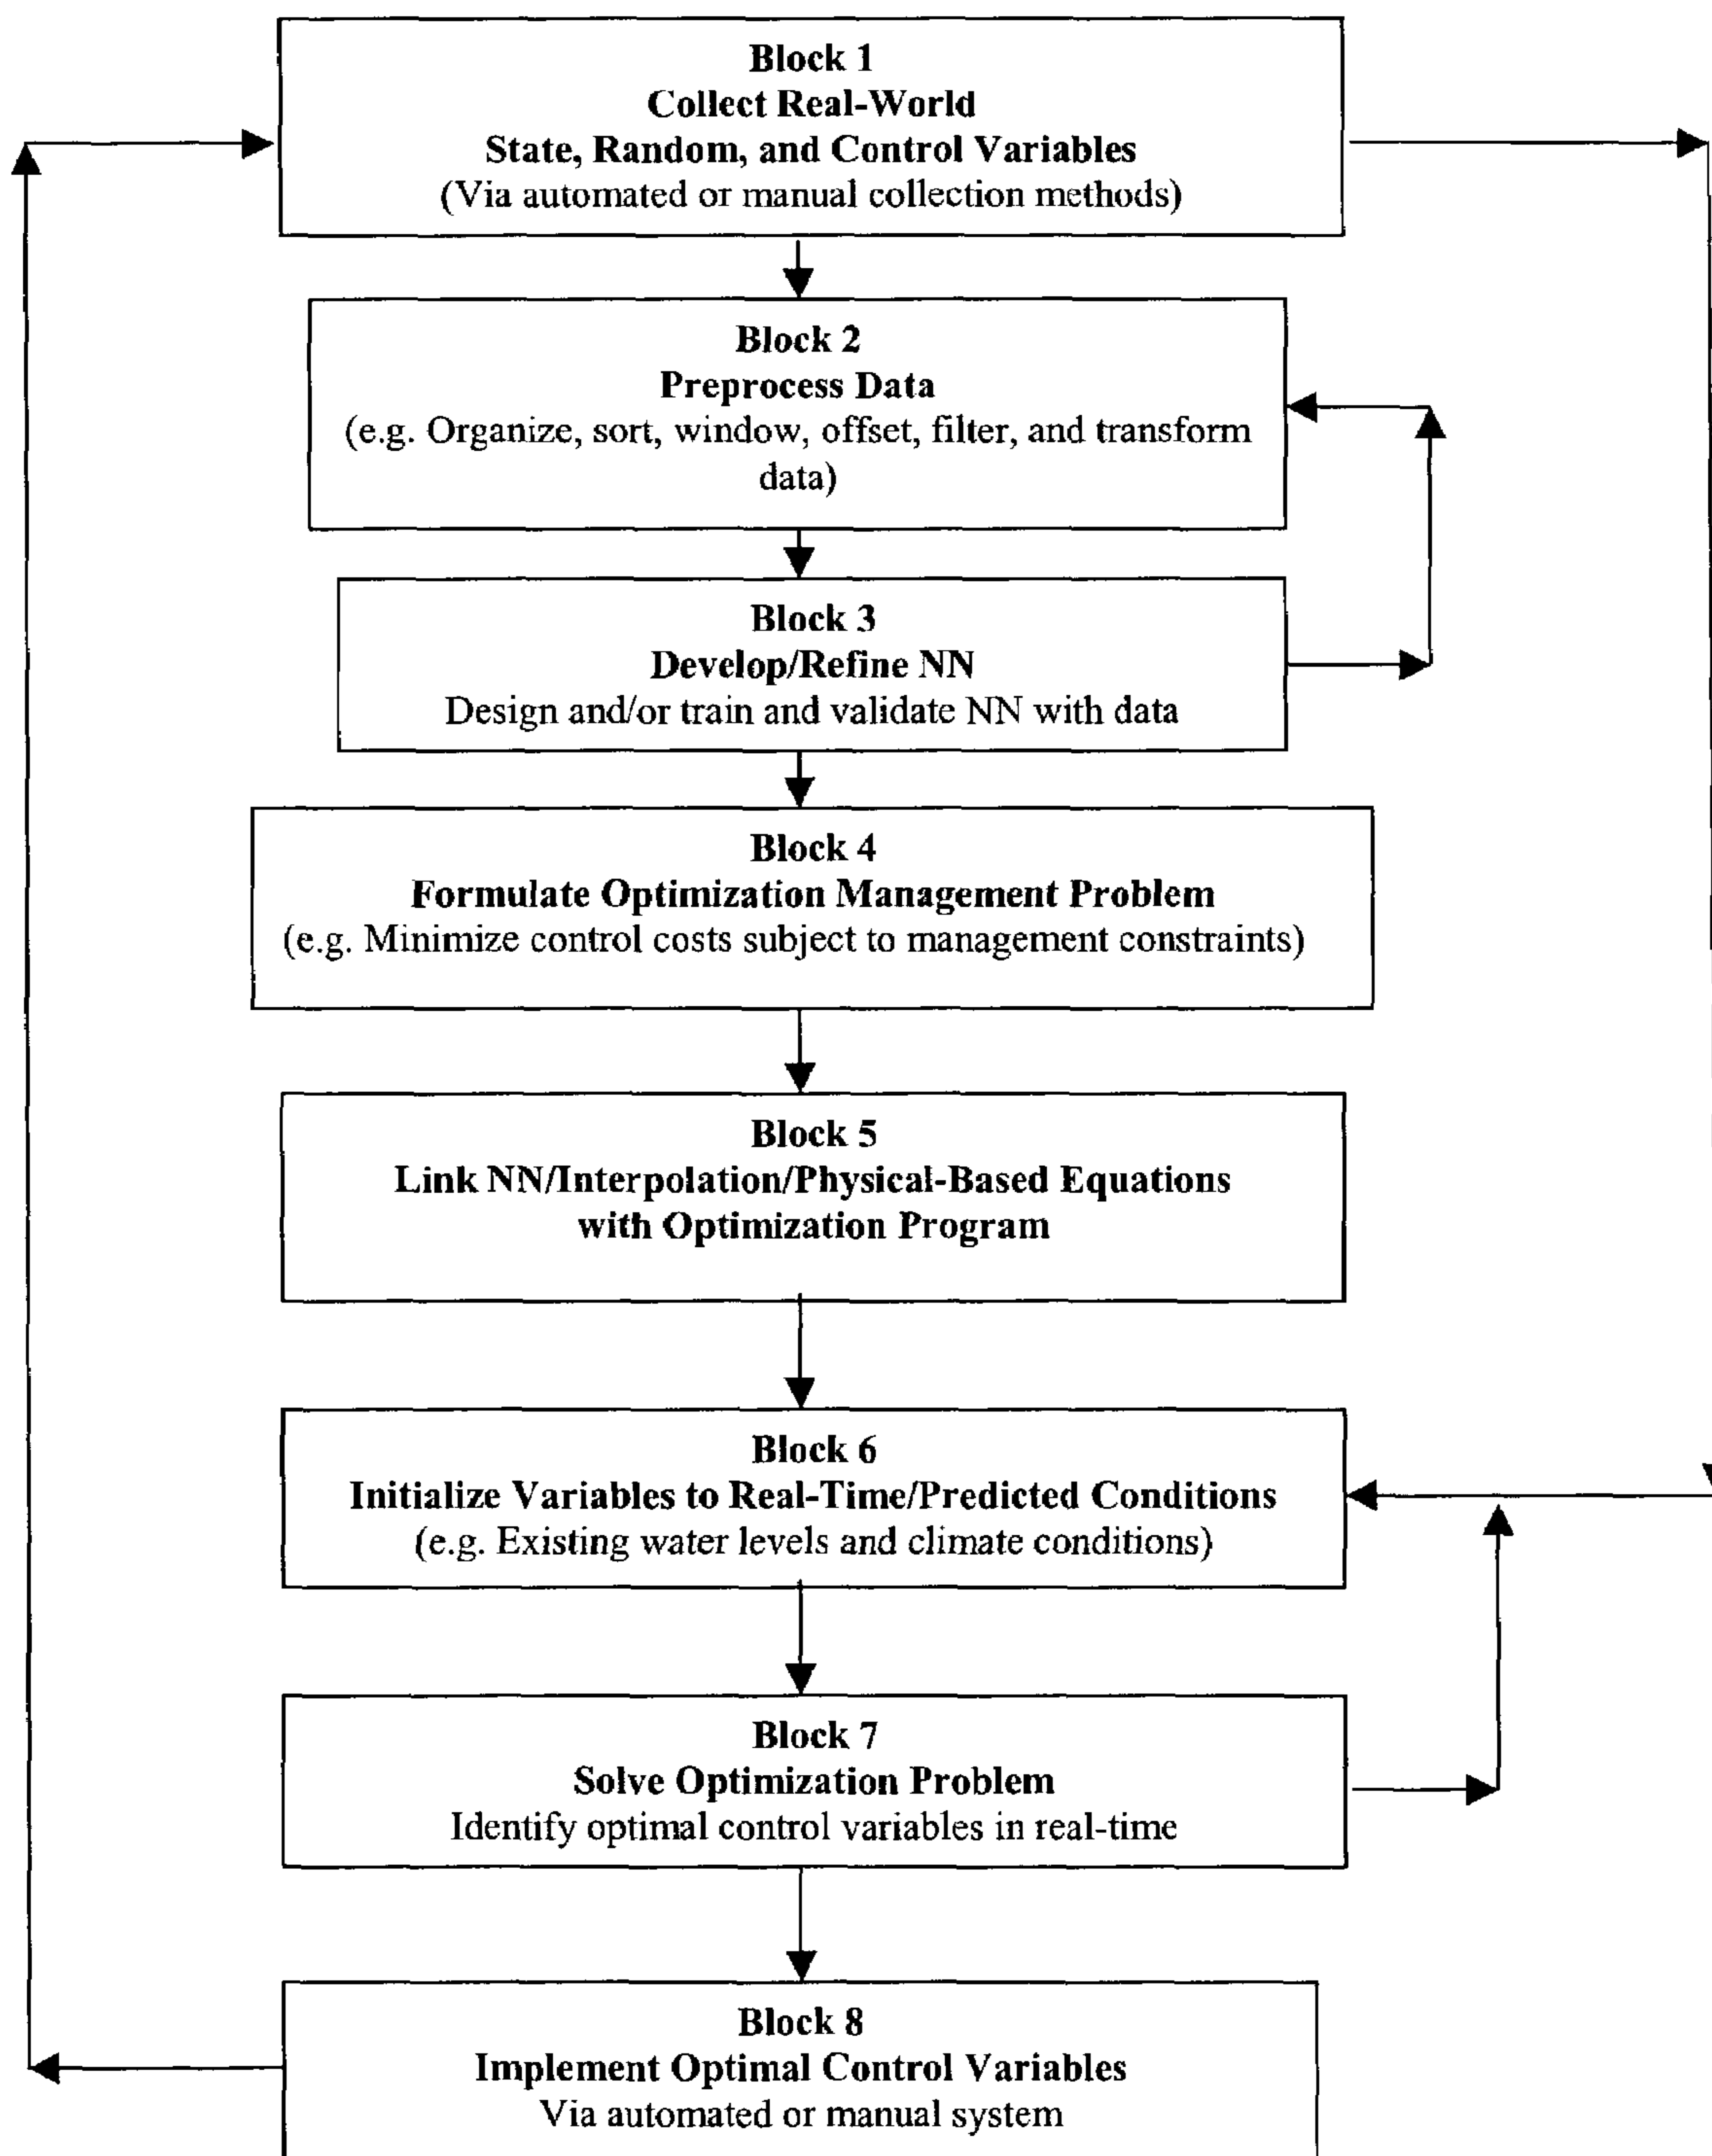 Block 1
Collect Real-World
State, Random, and Control Variables
(Via automated or manual collection methods)
Block 2
Preprocess Data
(e.g. Organize, sort, window, offset, filter, and transform
data)
Block 3
Develop/Refine NN
Design and/or train and validate NN with data
Block 4
Formulate Optimization Management Problem
(e.g. Minimize control costs subject to management constraints)
Block 5
Link NN/Interpolation/Physical-Based Equations
with Optimization Program
Block 6
Initialize Variables to Real-Time/Predicted Conditions
(e.g. Existing water levels and climate conditions)
Block 7
Solve Optimization Problem
Identify optimal control variables in real-time
Block 8
Implement Optimal Control Variables
Via automated or manual system